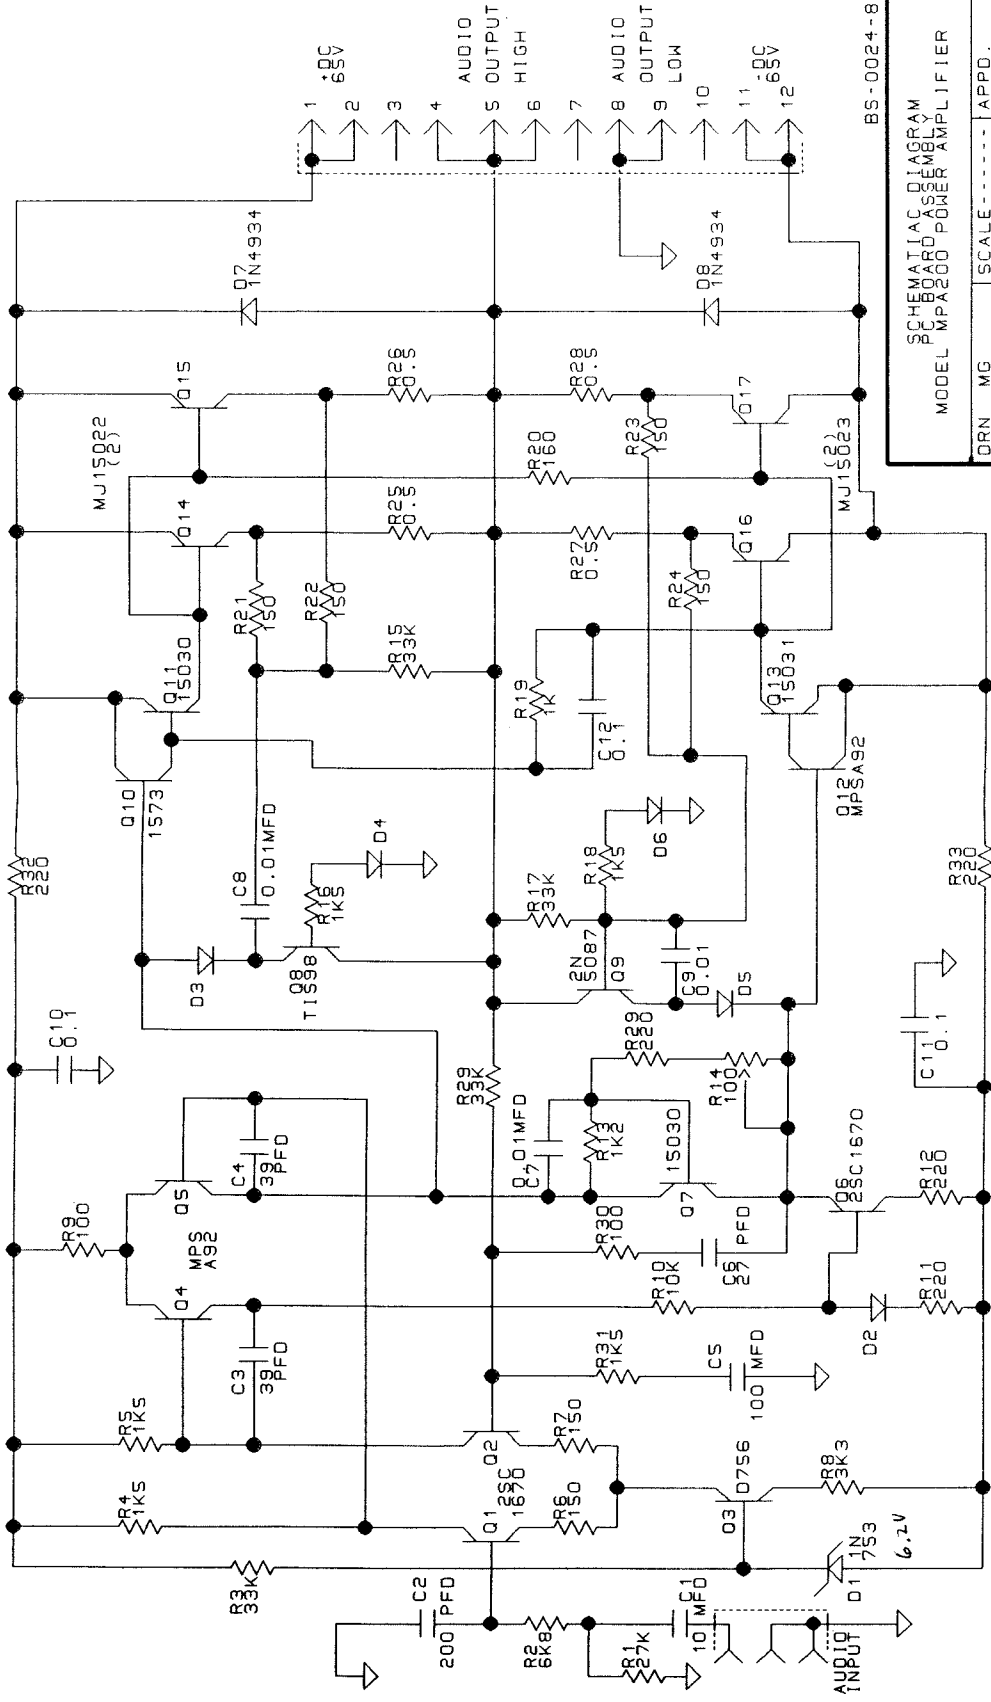 +DC
65V
1
2
3
AUDIO
4
OUTPUT
5
HIGH
6
7
AUDIO
8
OUTPUT
9
LOW
10
11
-DC
65V
12
BS-0024-8
SCHEMATIAC DIAGRAM
PC BOARD ASSEMBLY
MODEL MPA200 POWER AMPLIFIER
DRN MG
SCALE------
APPD.
D7
1N4934
D8
1N4934
Q15
MJ15022
(2)
Q14
R26
0.5
R28
0.5
R23
150
Q17
R20
160
R25
0.5
R27
0.5
R24
150
Q16
MJ15023
(2)
R21
150
R22
150
R15
33K
Q11
15030
Q10
1573
R19
1K
C12
0.1
Q13
15031
Q12
MPSA92
R32
220
C8
0.01MFD
D4
R16
1K5
D3
Q8
TIS98
R17
33K
R18
1K5
D6
2N
5087
Q9
C9
0.01
D5
R33
220
C10
0.1
C11
0.1
R29
33K
R29
220
R14
100
C7
0.01MFD
R13
1K2
15030
Q7
C4
39
PFD
Q5
R9
100
MPS
A92
Q4
C3
39
PFD
R30
100
C6
27 PFD
R10
10K
Q6
2SC1670
R12
220
R11
220
D2
R31
1K5
C5
100 MFD
R5
1K5
R4
1K5
Q2
R7
150
Q1
2SC
1670
R6
150
Q3
D756
R8
3K3
R3
33K
D1
1N
753
6.2V
C2
200 PFD
R2
6K8
R1
27K
C1
10 MFD
AUDIO
INPUT